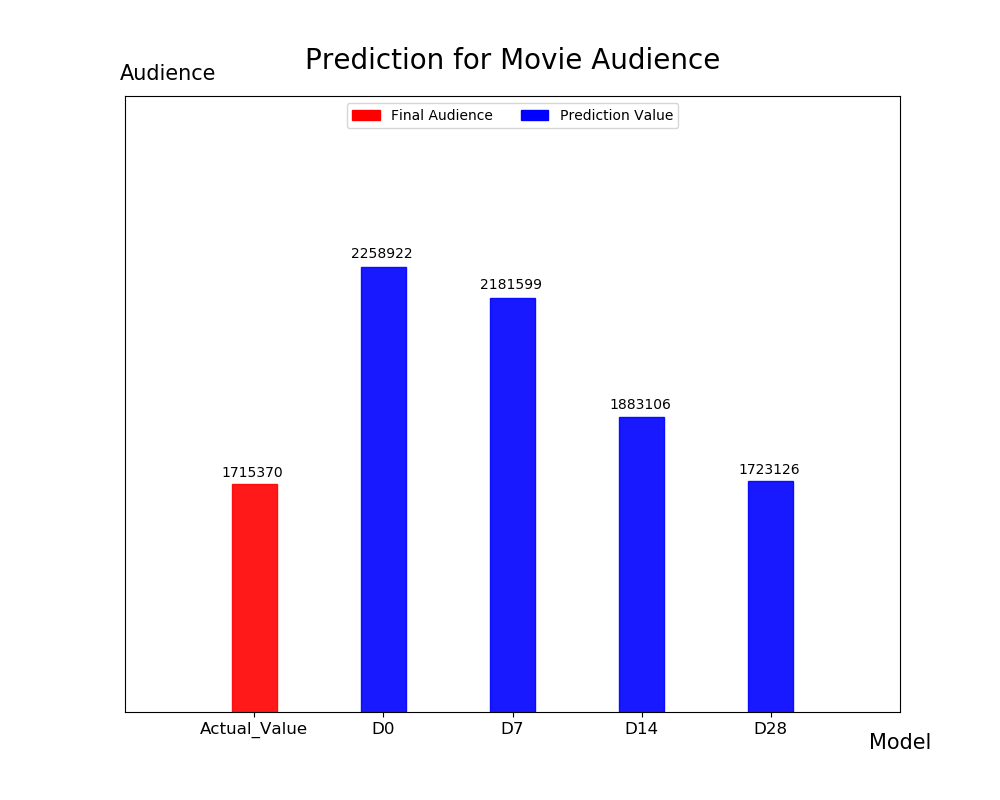 Prediction for Movie Audience
Audience
Final Audience
Prediction Value
2258922
2181599
1883106
1723126
1715370
Actual_Value
D0
D7
D14
D28
Model